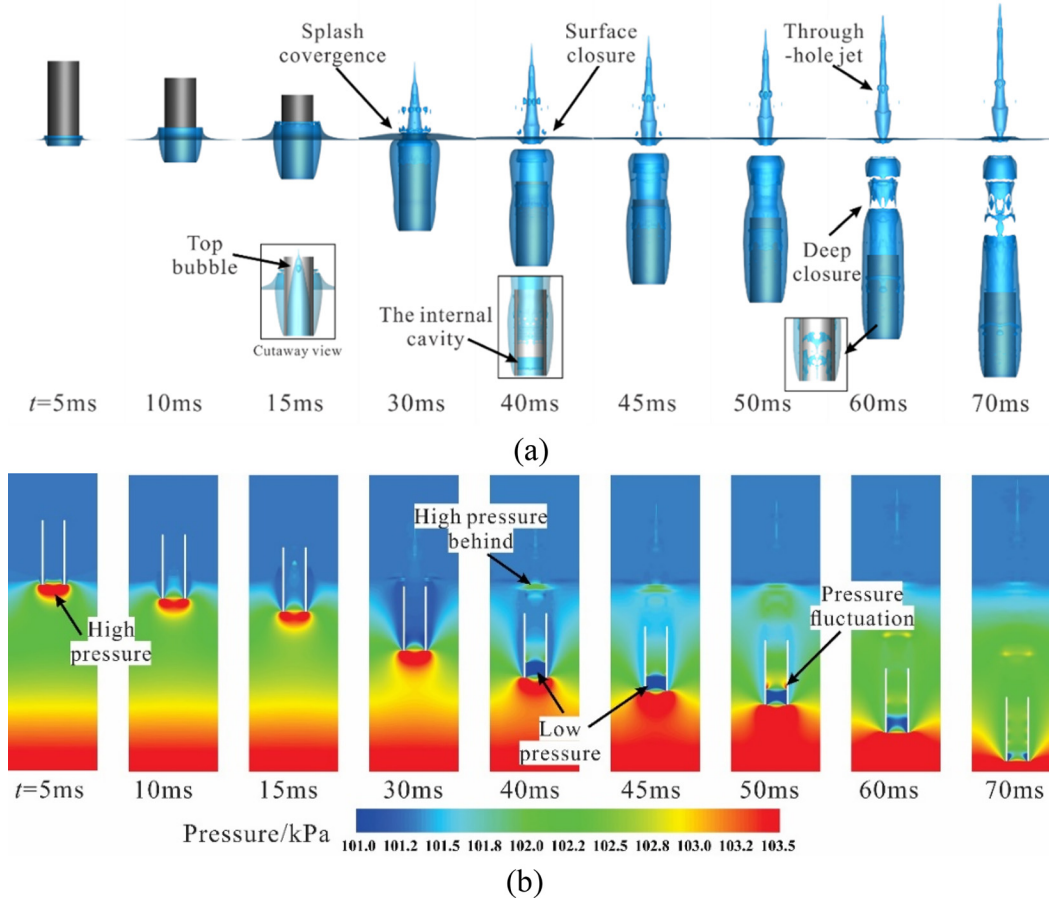 Splash
covergence
Surface
closure
Through
-hole jet
Top
bubble
Cutaway view
The internal
cavity
Deep
closure
t=5ms 10ms 15ms 30ms 40ms 45ms 50ms 60ms 70ms
(a)
High
pressure
High pressure
behind
Pressure
fluctuation
Low
pressure
t=5ms 10ms 15ms 30ms 40ms 45ms 50ms 60ms 70ms
Pressure/kPa
101.0 101.2 101.5 101.8 102.0 102.2 102.5 102.8 103.0 103.2 103.5
(b)